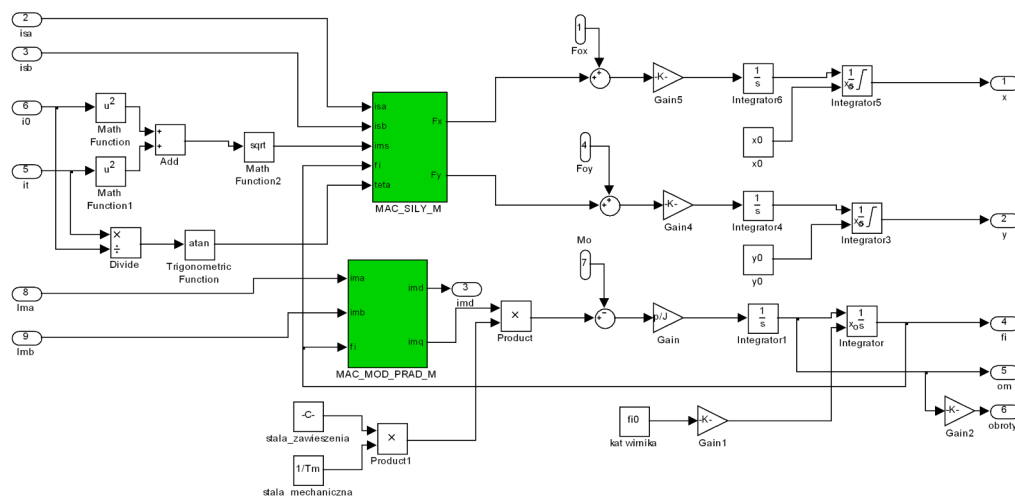 2
isa
3
isb
6
i0
u²
Math
Function
5
it
u²
Math
Function1
+
+
Add
sqrt
Math
Function2
×
÷
Divide
atan
Trigonometric
Function
isa
isb
ims
fi
teta
Fx
Fy
MAC_SILY_M
1
Fox
+
+
-K-
Gain5
1
s
Integrator6
x0
x0
1
s
xo
Integrator5
1
x
4
Foy
+
+
-K-
Gain4
1
s
Integrator4
y0
y0
1
s
xo
Integrator3
2
y
8
Ima
9
Imb
ima
imb
fi
imd
imq
MAC_MOD_PRAD_M
3
imd
×
Product
Mo
7
−
+
p/J
Gain
1
s
Integrator1
1
s
xo
Integrator
4
fi
5
om
-K-
Gain2
6
obroty
-C-
stala_zawieszenia
1/Tm
stala_mechaniczna
×
Product1
fi0
kat wirnika
-K-
Gain1